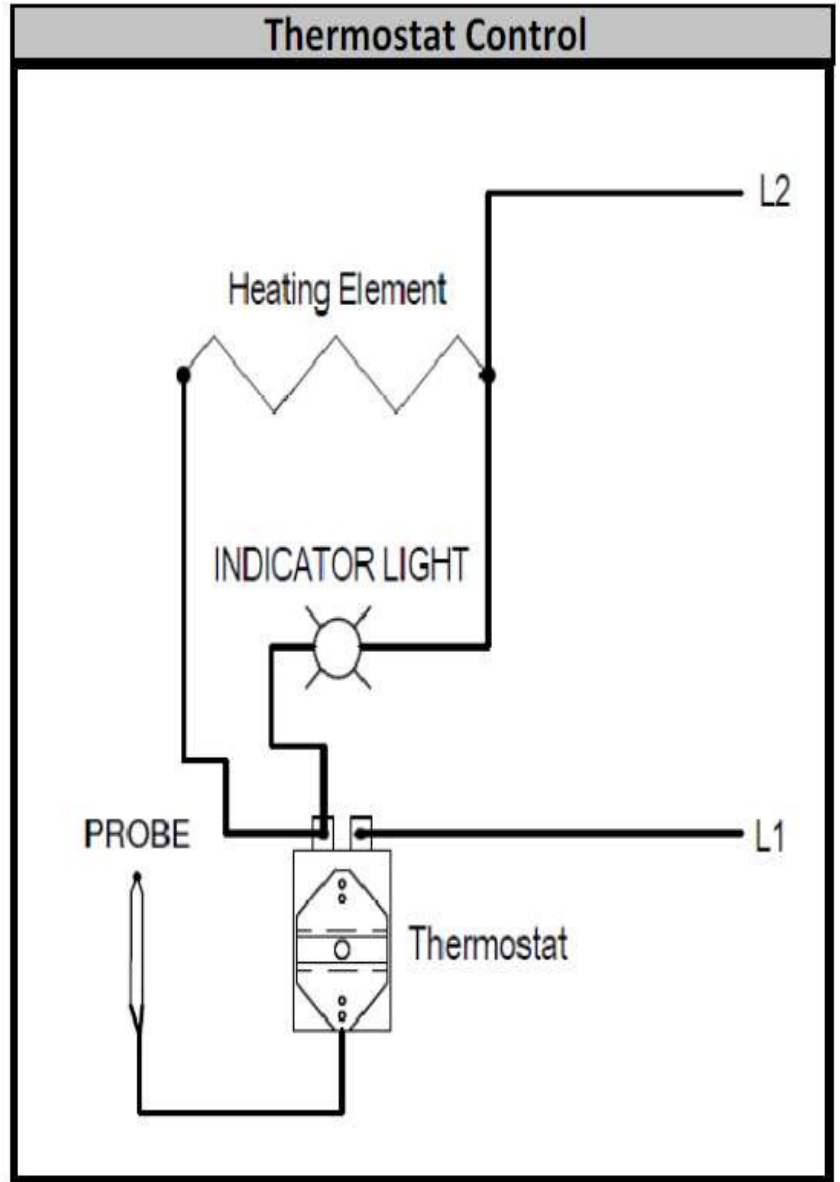 Thermostat Control
L2
Heating Element
INDICATOR LIGHT
PROBE
L1
Thermostat